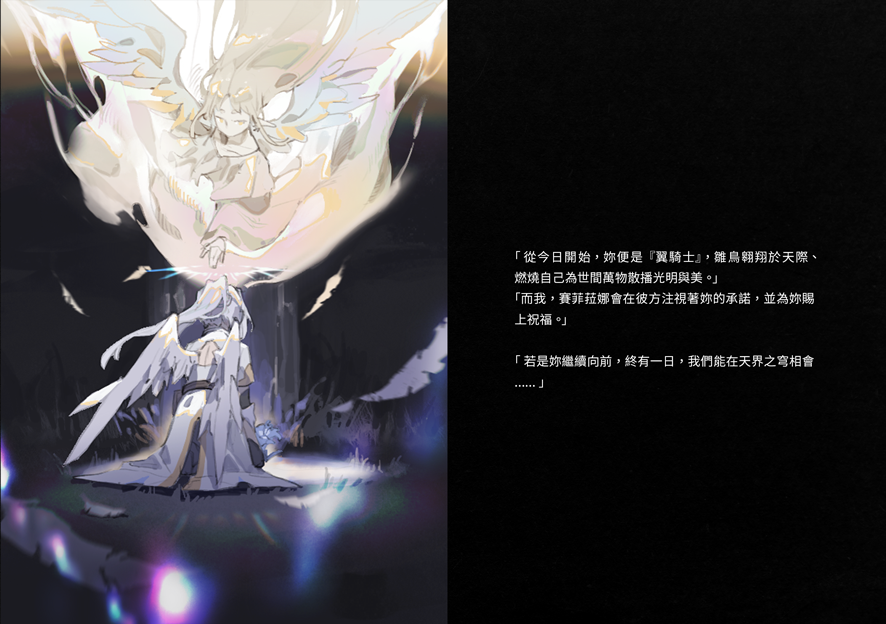 「從今日開始，妳便是『翼騎士』，雛鳥翱翔於天際、
燃燒自己為世間萬物散播光明與美。」
「而我，賽菲菈娜會在彼方注視著妳的承諾，並為妳賜
上祝福。」
「若是妳繼續向前，終有一日，我們能在天界之穹相會
……」